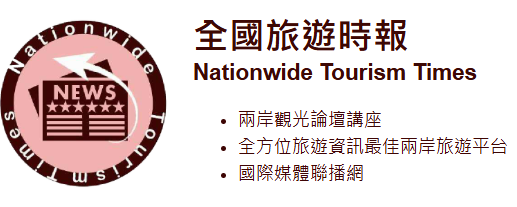 Nationwide
Tourism Times
NEWS
全國旅遊時報
Nationwide Tourism Times
兩岸觀光論壇講座
全方位旅遊資訊最佳兩岸旅遊平台
國際媒體聯播網